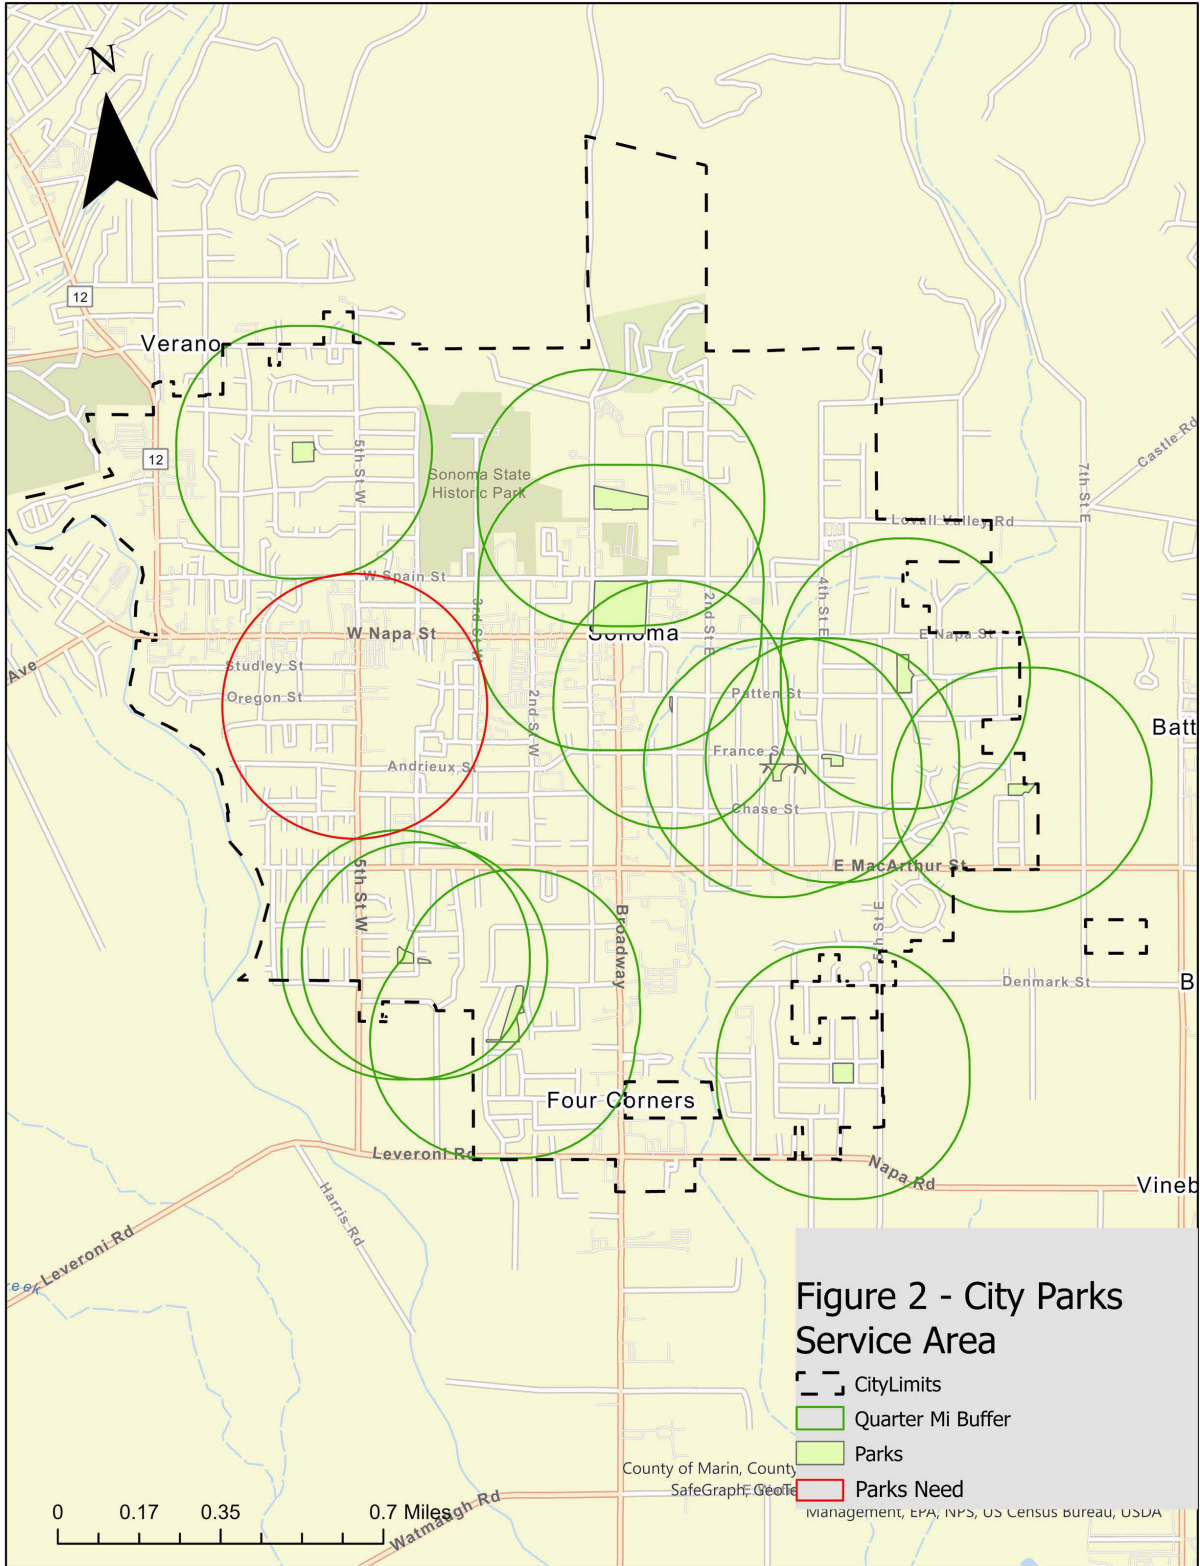 N
12
Verano
12
5th St W
Sonoma State
Historic Park
Castle Rd
7th St E
Lovall Valley Rd
W Spain St
4th St E
3rd St W
2nd St E
W Napa St
Sonoma
E Napa St
Ave
Studley St
Oregon St
2nd St W
Patten St
Batt
France St
Andrieux St
Chase St
5th St W
E MacArthur St
Broadway
5th St E
Denmark St
B
Four Corners
Leveroni Rd
Napa Rd
Vineb
Harris Rd
Leveroni Rd
reek
Figure 2 - City Parks
Service Area
CityLimits
Quarter Mi Buffer
Parks
Parks Need
County of Marin, County
SafeGraph,
Management, EPA, NPS, US Census Bureau, USDA
0 0.17 0.35 0.7 Miles
Watmaugh Rd